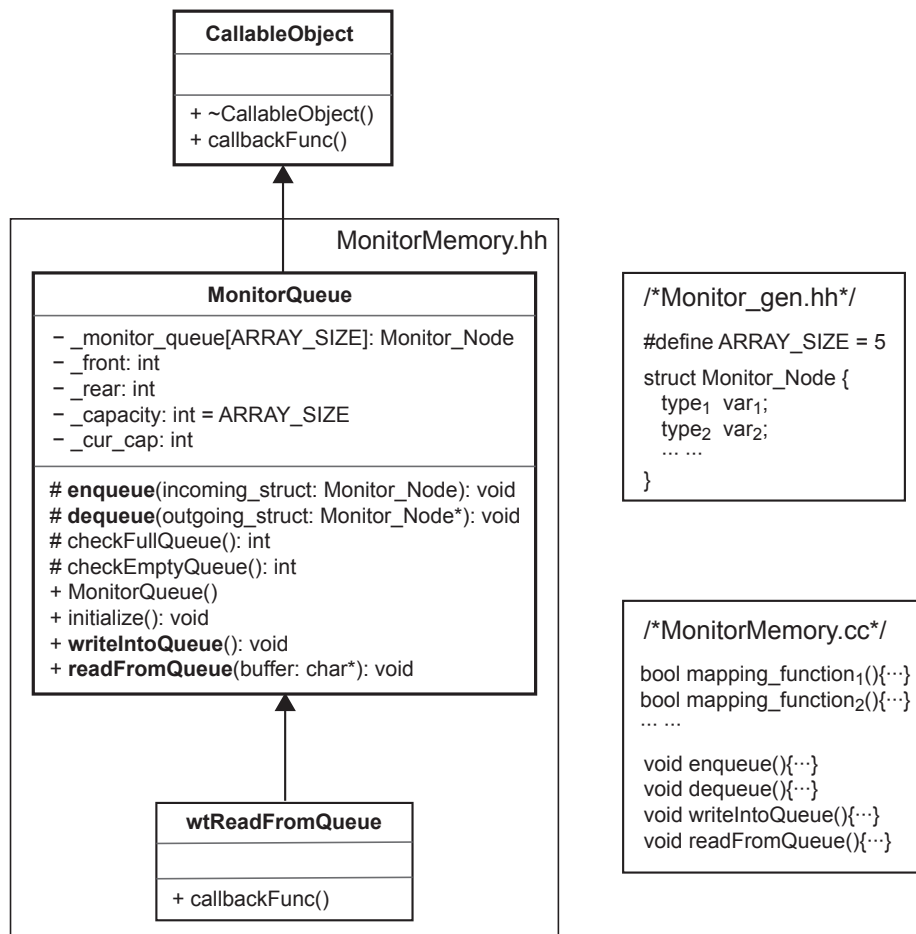 CallableObject
+ ~CallableObject()
+ callbackFunc()
MonitorMemory.hh
MonitorQueue
− _monitor_queue[ARRAY_SIZE]: Monitor_Node
− _front: int
− _rear: int
− _capacity: int = ARRAY_SIZE
− _cur_cap: int
# enqueue(incoming_struct: Monitor_Node): void
# dequeue(outgoing_struct: Monitor_Node*): void
# checkFullQueue(): int
# checkEmptyQueue(): int
+ MonitorQueue()
+ initialize(): void
+ writeIntoQueue(): void
+ readFromQueue(buffer: char*): void
wtReadFromQueue
+ callbackFunc()
/*Monitor_gen.hh*/
#define ARRAY_SIZE = 5
struct Monitor_Node {
type₁ var₁;
type₂ var₂;
... ...
}
/*MonitorMemory.cc*/
bool mapping_function₁(){···}
bool mapping_function₂(){···}
... ...
void enqueue(){···}
void dequeue(){···}
void writeIntoQueue(){···}
void readFromQueue(){···}